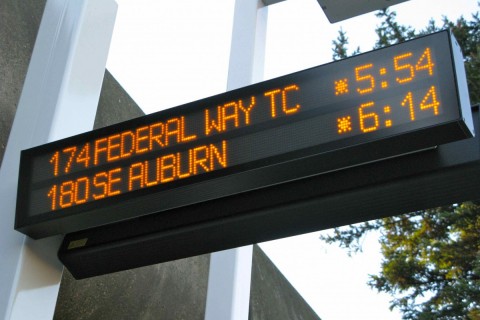 174 FEDERAL WAY TC *5:54
180 SE AUBURN *6:14